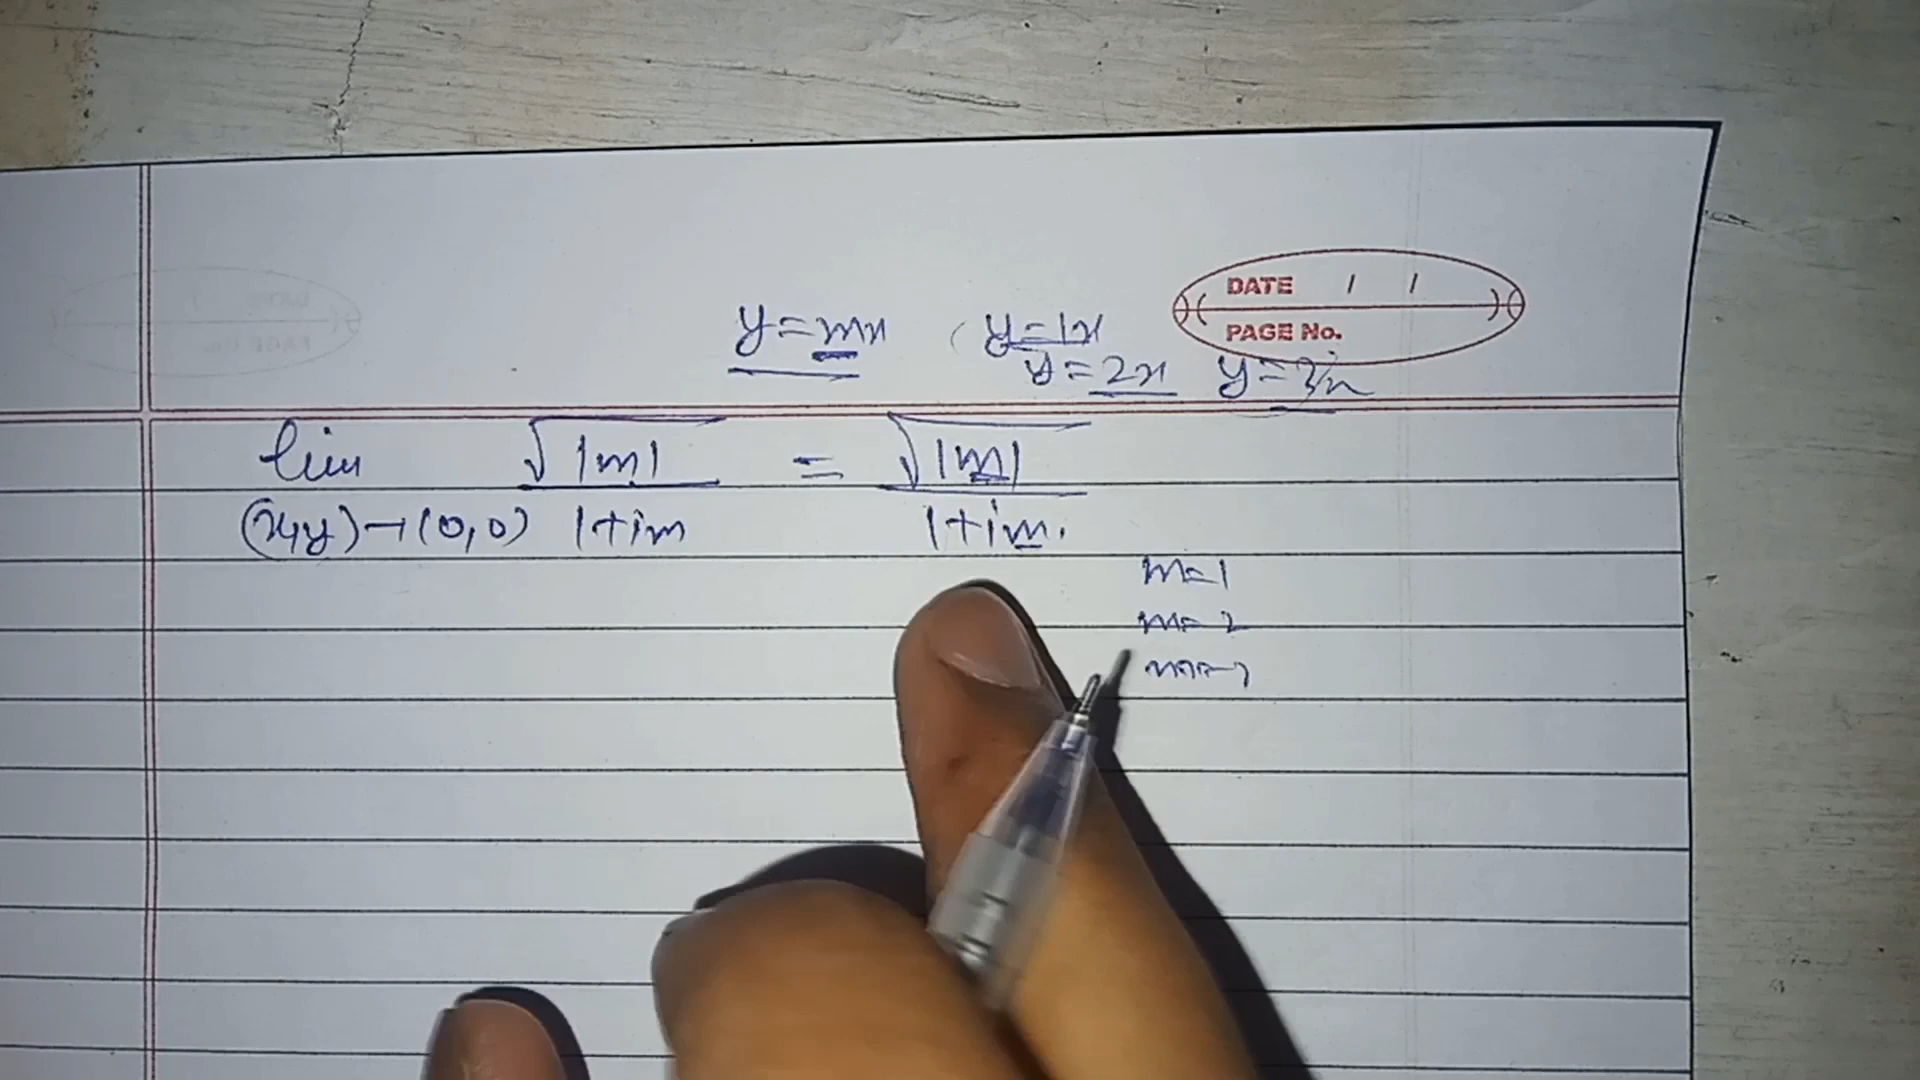 DATE / /
PAGE No.
y = mx (y = 1x
y = 2x y = 3x
lim √|m| = √|m|
(x,y)→(0,0) 1+im 1+im.
m=1
m=2